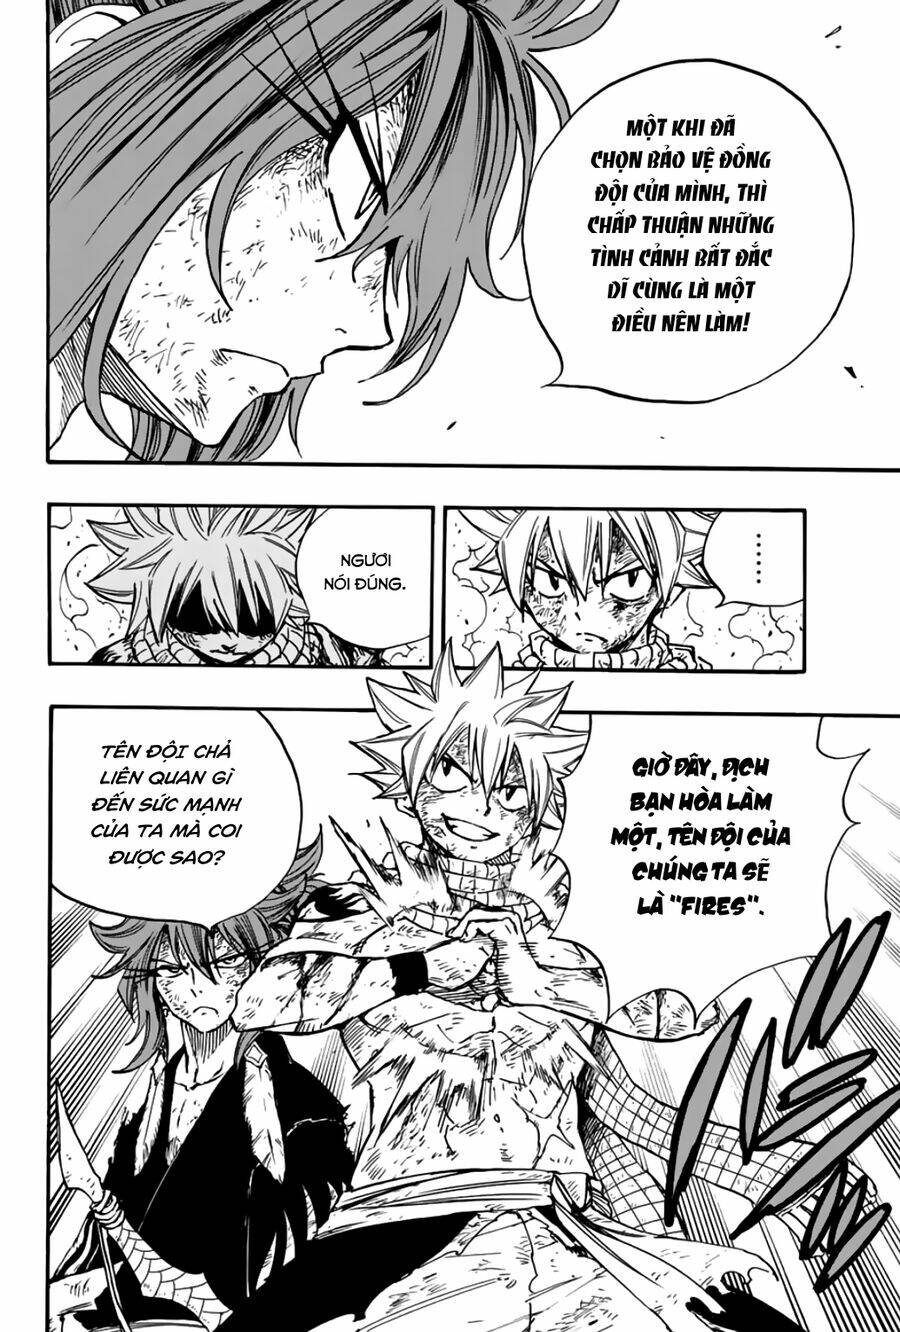 MỘT KHI ĐÃ
CHỌN BẢO VỆ ĐỒNG
ĐỘI CỦA MÌNH, THÌ
CHẤP THUẬN NHỮNG
TÌNH CẢNH BẤT ĐẮC
DĨ CÙNG LÀ MỘT
ĐIỀU NÊN LÀM!
......
NGƯƠI
NÓI ĐÚNG.
GIỜ ĐÂY, ĐỊCH
BẠN HÒA LÀM
MỘT, TÊN ĐỘI CỦA
CHÚNG TA SẼ
LÀ "FIRES".
TÊN ĐỘI CHẢ
LIÊN QUAN GÌ
ĐẾN SỨC MẠNH
CỦA TA MÀ COI
ĐƯỢC SAO?